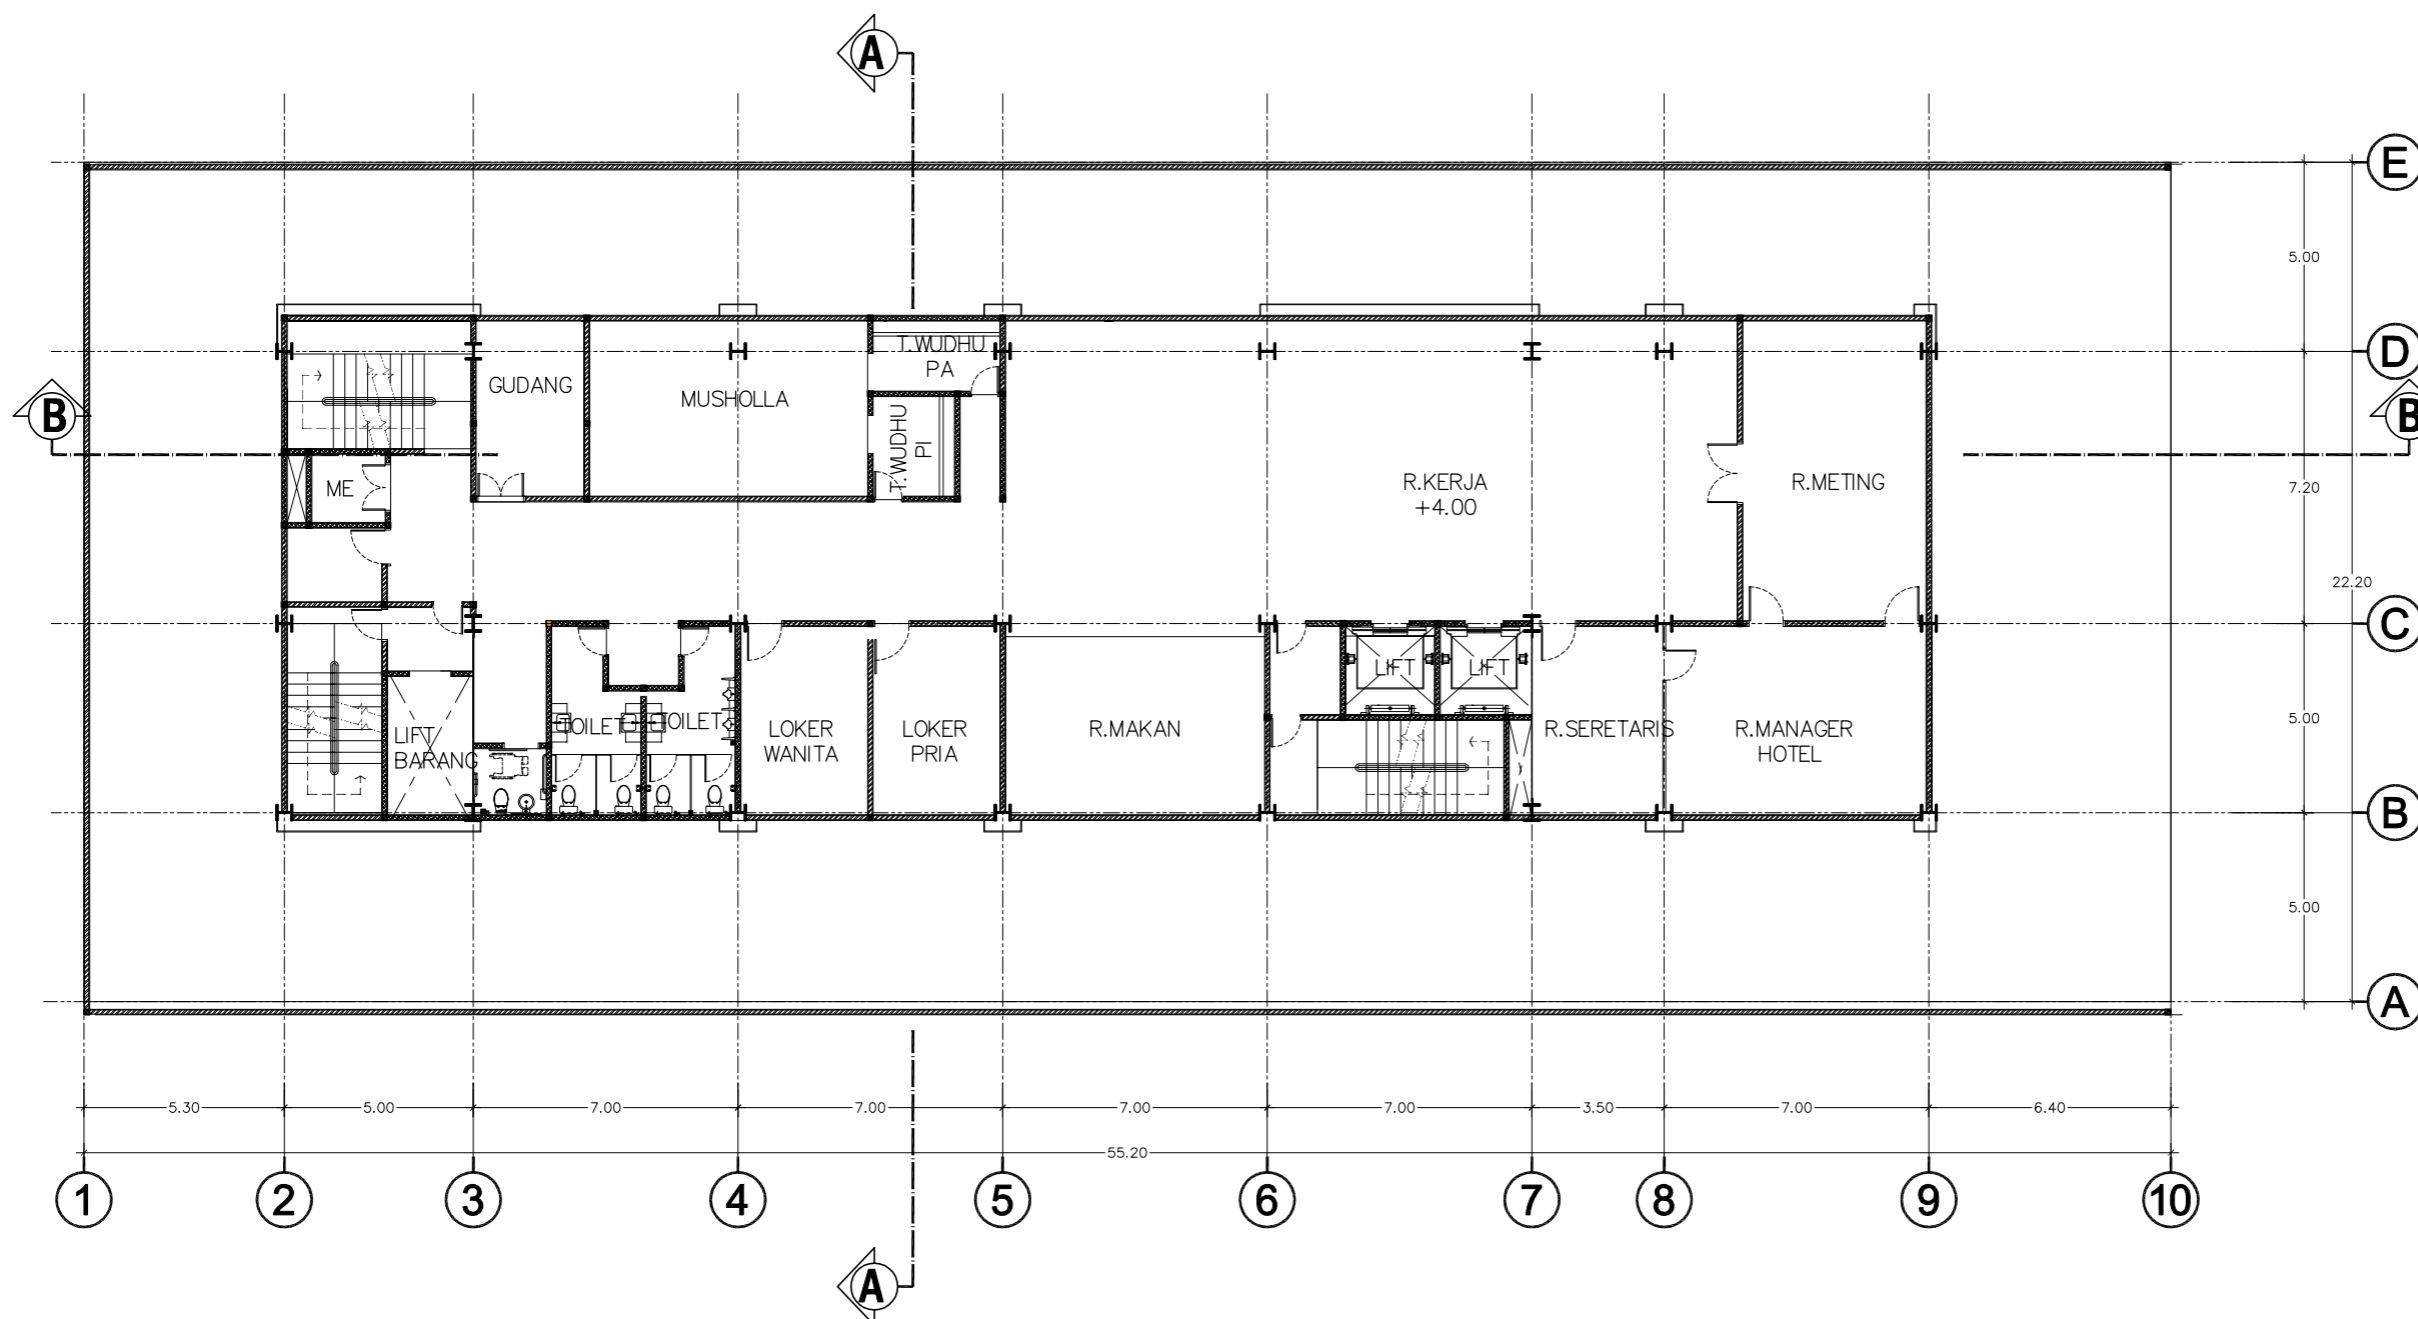 A
E
5.00
D
T.WUDHU
PA
GUDANG
MUSHOLLA
B
B
T.WUDHU
PI
ME
R.KERJA
+4.00
R.METING
7.20
22.20
C
LIFT
LIFT
TOILET
TOILET
LIFT
BARANG
LOKER
WANITA
LOKER
PRIA
R.MAKAN
R.SERETARIS
R.MANAGER
HOTEL
5.00
B
5.00
A
5.30
5.00
7.00
7.00
7.00
7.00
3.50
7.00
6.40
55.20
1
2
3
4
5
6
7
8
9
10
A